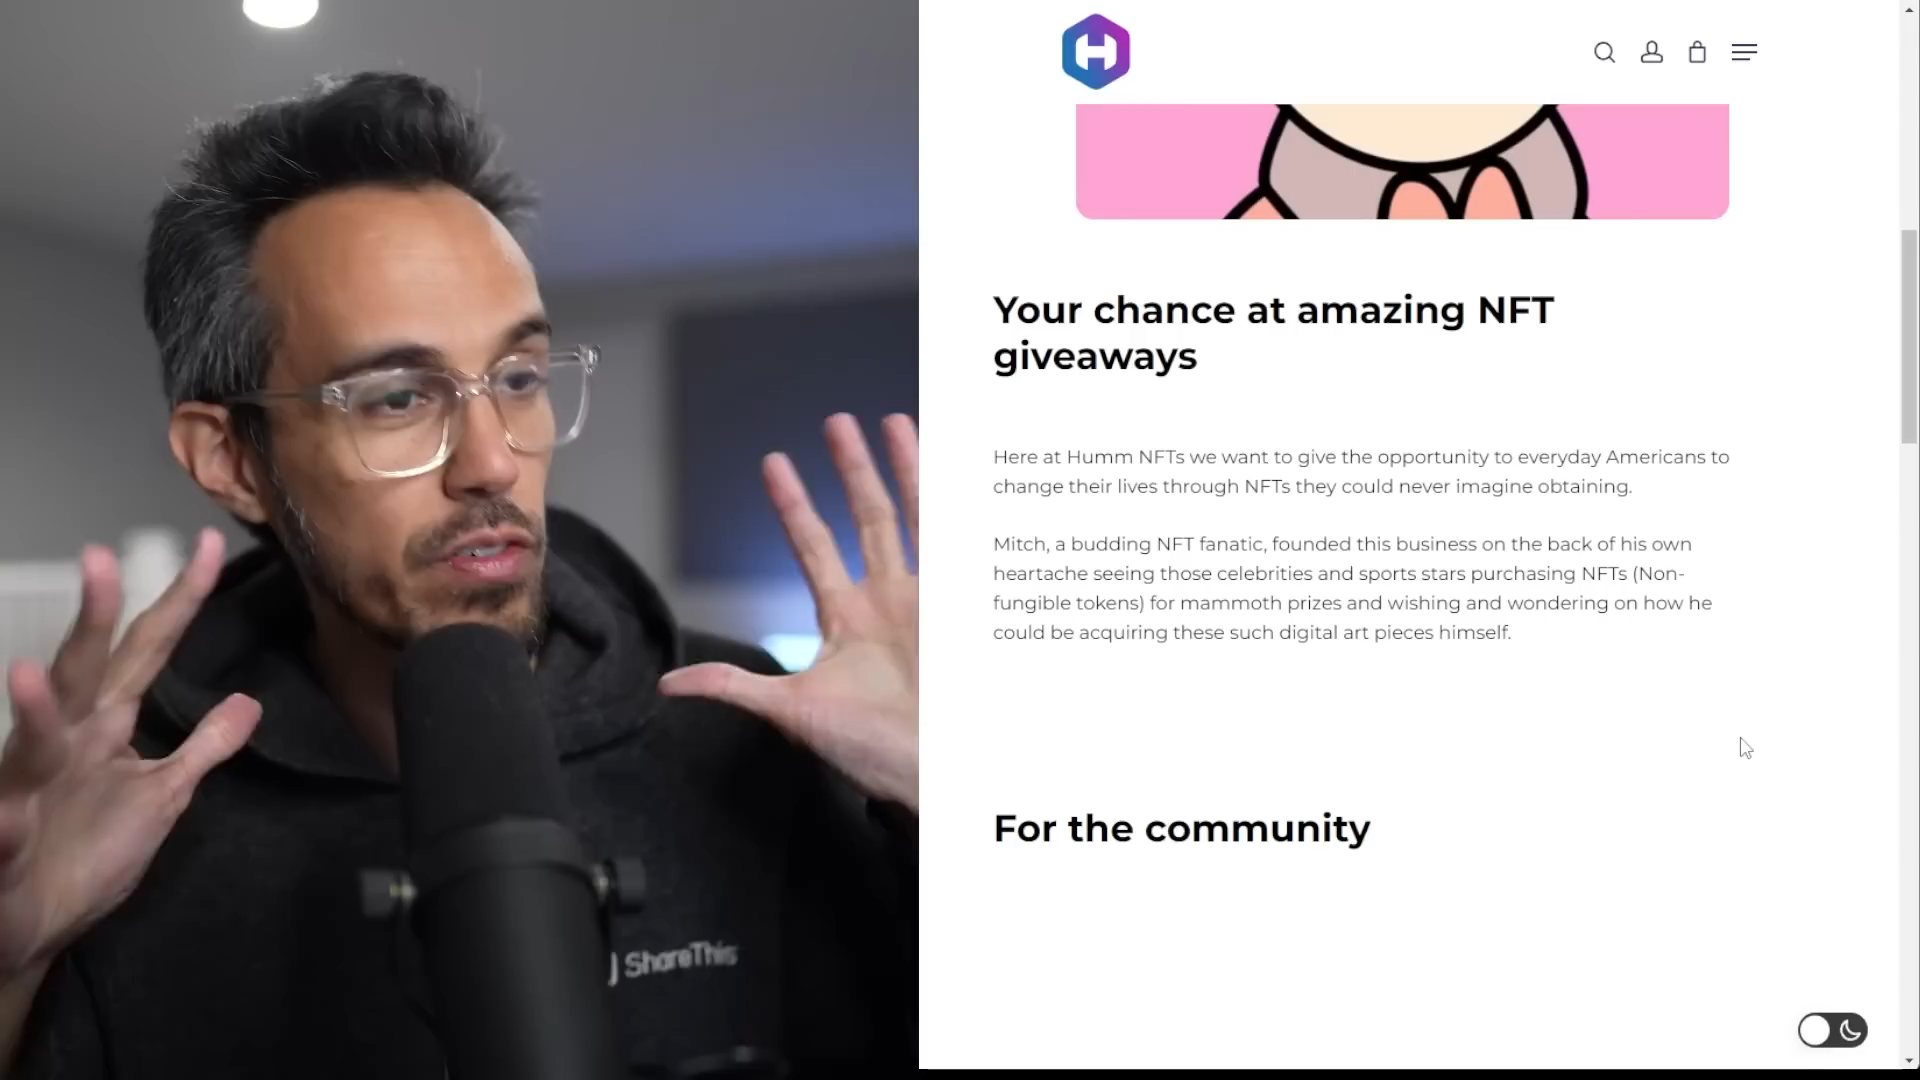 Your chance at amazing NFT
giveaways
Here at Humm NFTs we want to give the opportunity to everyday Americans to
change their lives through NFTs they could never imagine obtaining.
Mitch, a budding NFT fanatic, founded this business on the back of his own
heartache seeing those celebrities and sports stars purchasing NFTs (Non-
fungible tokens) for mammoth prizes and wishing and wondering on how he
could be acquiring these such digital art pieces himself.
For the community
ShareThis